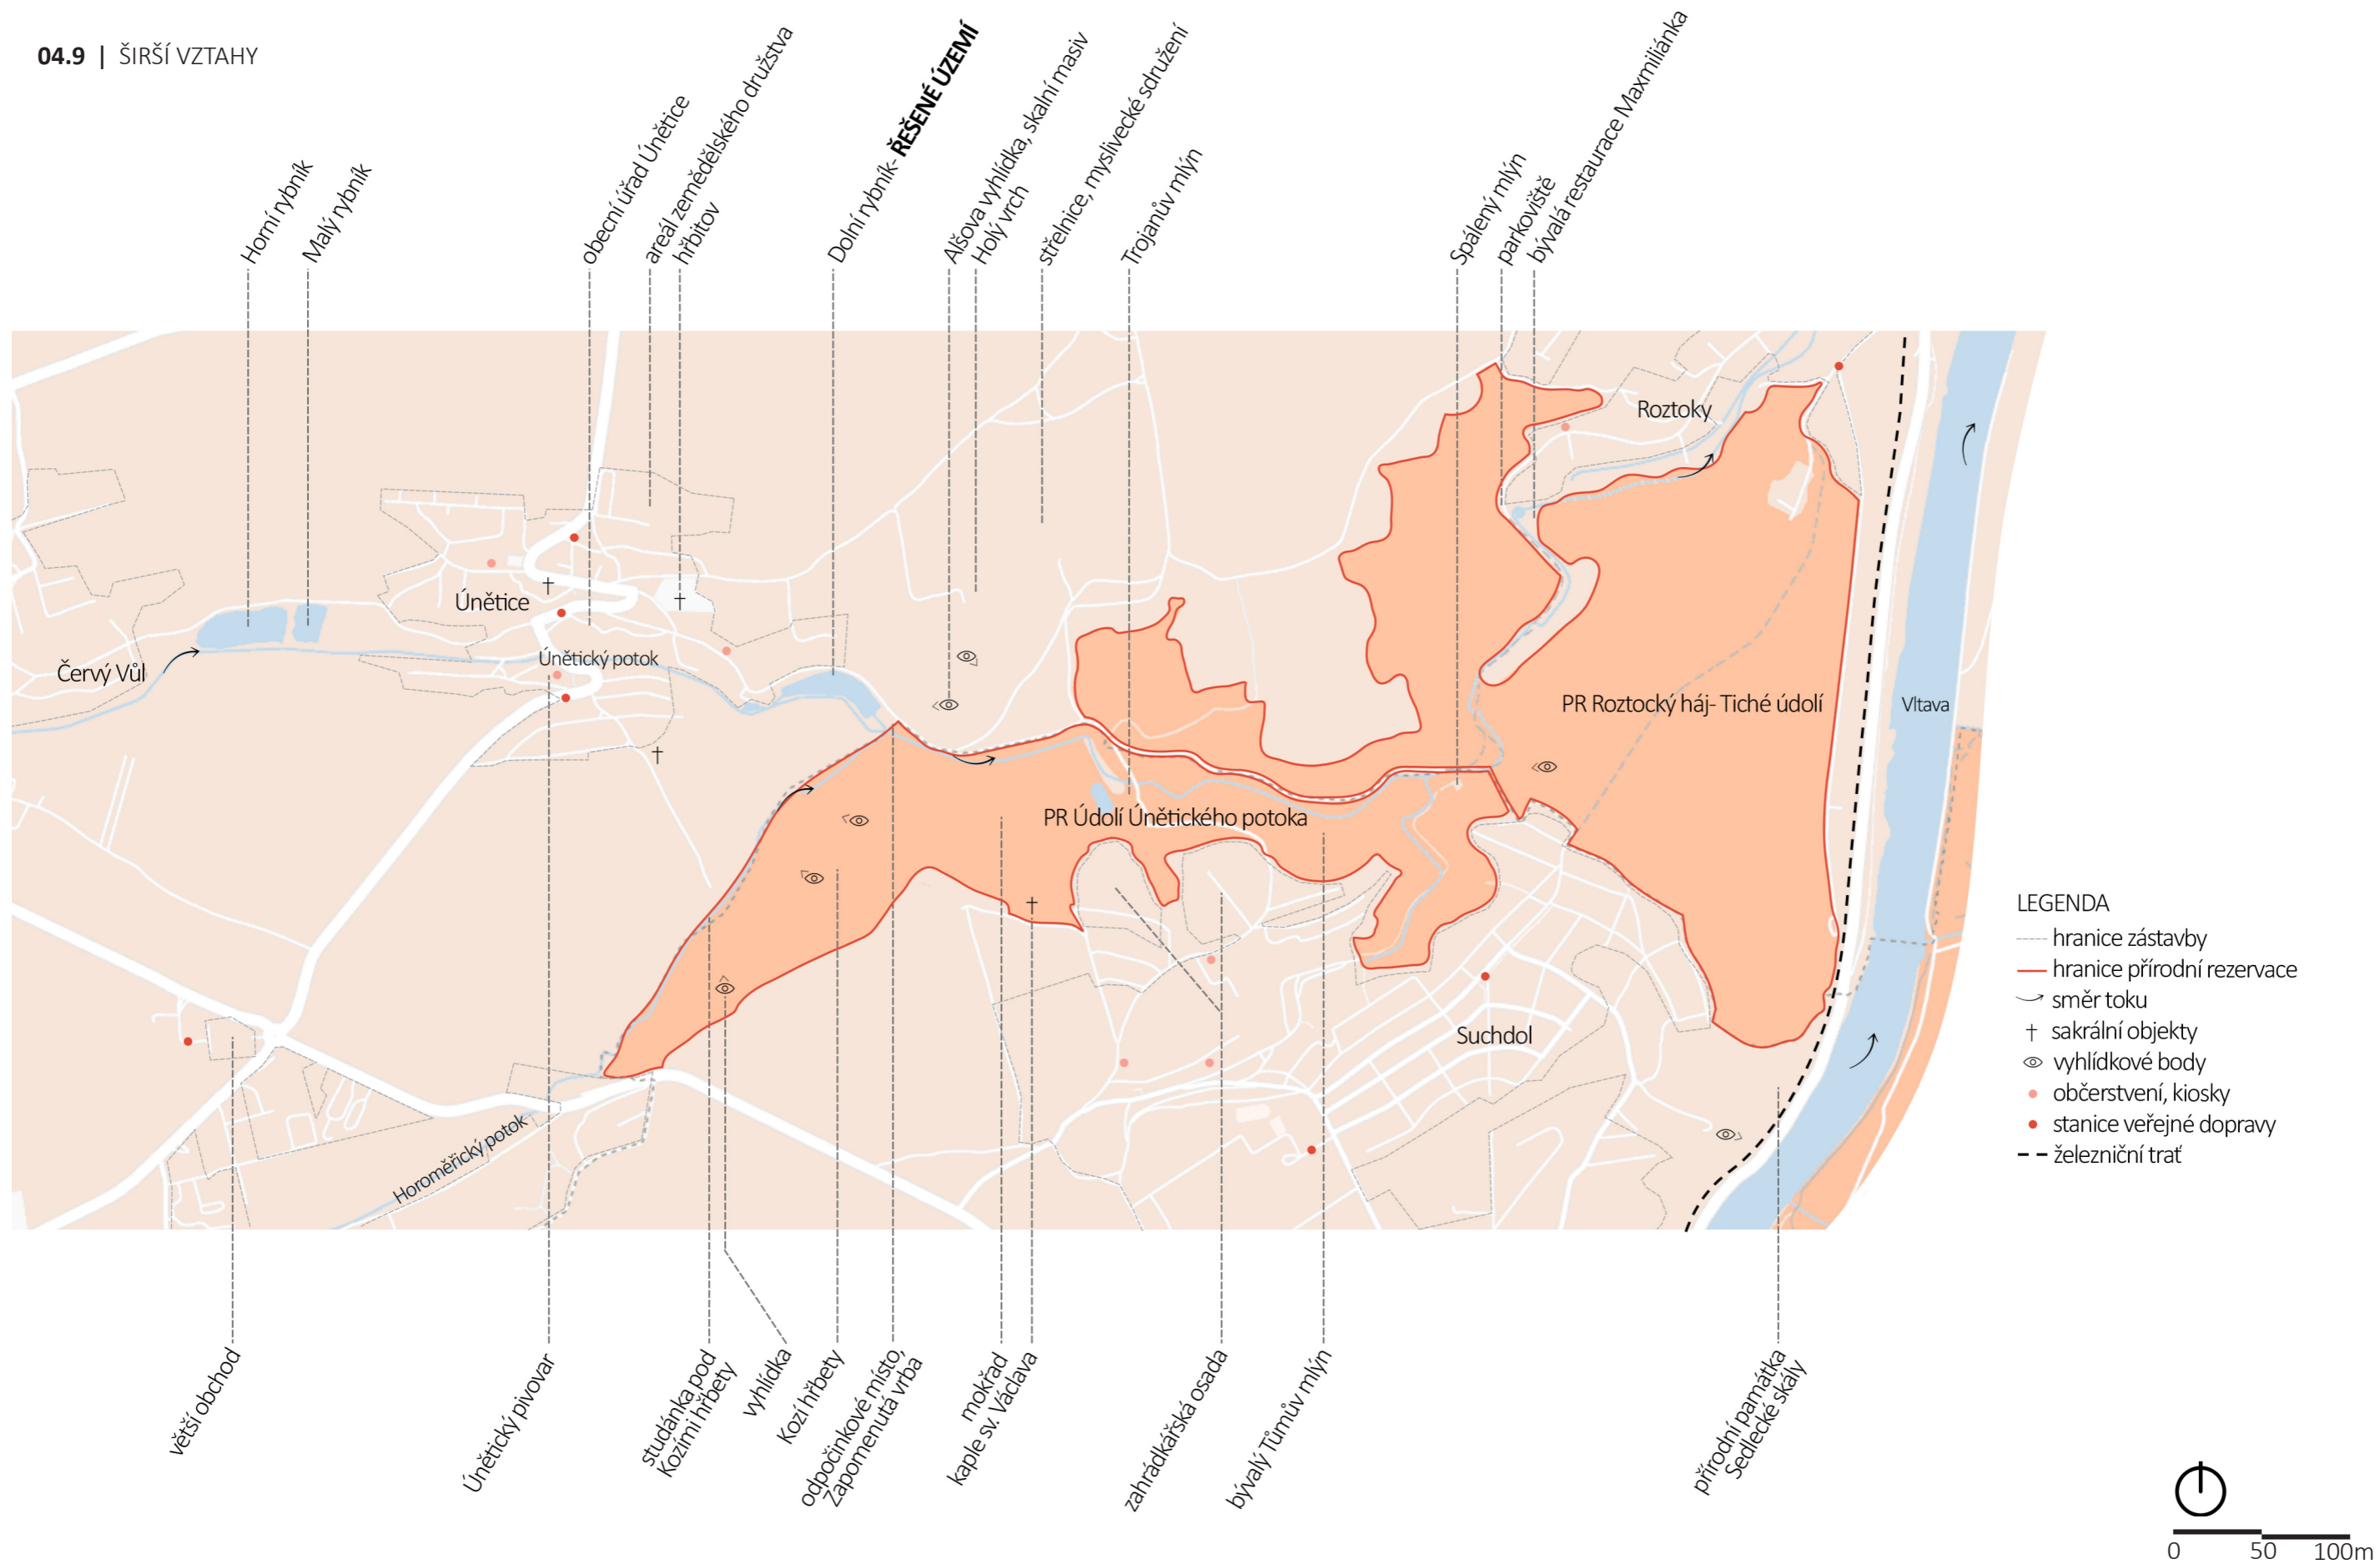 04.9 | ŠIRŠÍ VZTAHY
Horní rybník
Malý rybník
obecní úřad Únětice
areál zemědělského družstva
hřbitov
Dolní rybník- ŘEŠENÉ ÚZEMÍ
Alšova vyhlídka, skalní masiv
Holý vrch
střelnice, myslivecké sdružení
Trojanův mlýn
Spálený mlýn
parkoviště
bývalá restaurace Maxmiliánka
Roztoky
Únětice
Únětický potok
Červý Vůl
PR Roztocký háj- Tiché údolí
Vltava
PR Údolí Únětického potoka
Suchdol
Horoměřický potok
LEGENDA
hranice zástavby
hranice přírodní rezervace
směr toku
sakrální objekty
vyhlídkové body
občerstvení, kiosky
stanice veřejné dopravy
železniční trať
větší obchod
Únětický pivovar
studánka pod
Kozími hřbety
vyhlídka
Kozí hřbety
odpočinkové místo,
Zapomenutá vrba
mokřad
kaple sv. Václava
zahrádkářská osada
bývalý Tůmův mlýn
přírodní památka
Sedlecké skály
0 50 100m